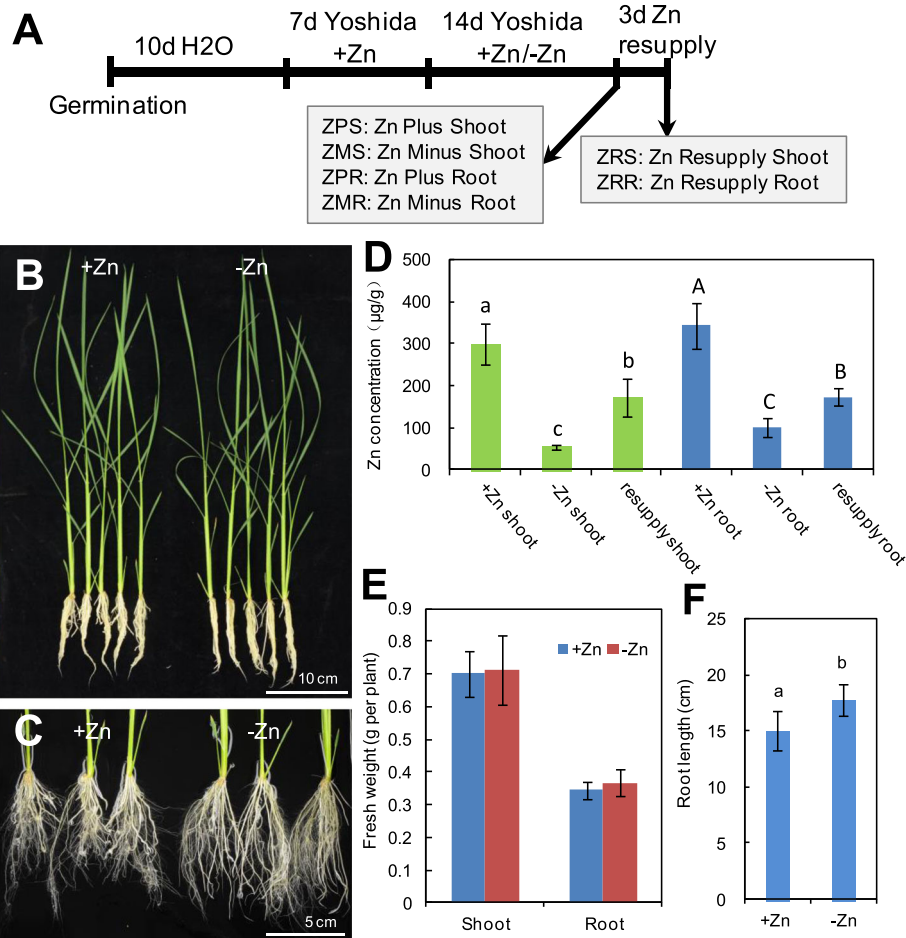 A
10d H2O
7d Yoshida
+Zn
14d Yoshida
+Zn/-Zn
3d Zn
resupply
Germination
ZPS: Zn Plus Shoot
ZMS: Zn Minus Shoot
ZPR: Zn Plus Root
ZMR: Zn Minus Root
ZRS: Zn Resupply Shoot
ZRR: Zn Resupply Root
B
+Zn
-Zn
10 cm
C
+Zn
-Zn
5 cm
D
Zn concentration（μg/g）
500
400
300
200
100
0
a
c
b
A
C
B
+Zn shoot
-Zn shoot
resupply shoot
+Zn root
-Zn root
resupply root
E
Fresh weight (g per plant)
0.9
0.8
0.7
0.6
0.5
0.4
0.3
0.2
0.1
0
+Zn
-Zn
Shoot
Root
F
Root length (cm)
25
20
15
10
5
0
a
b
+Zn
-Zn